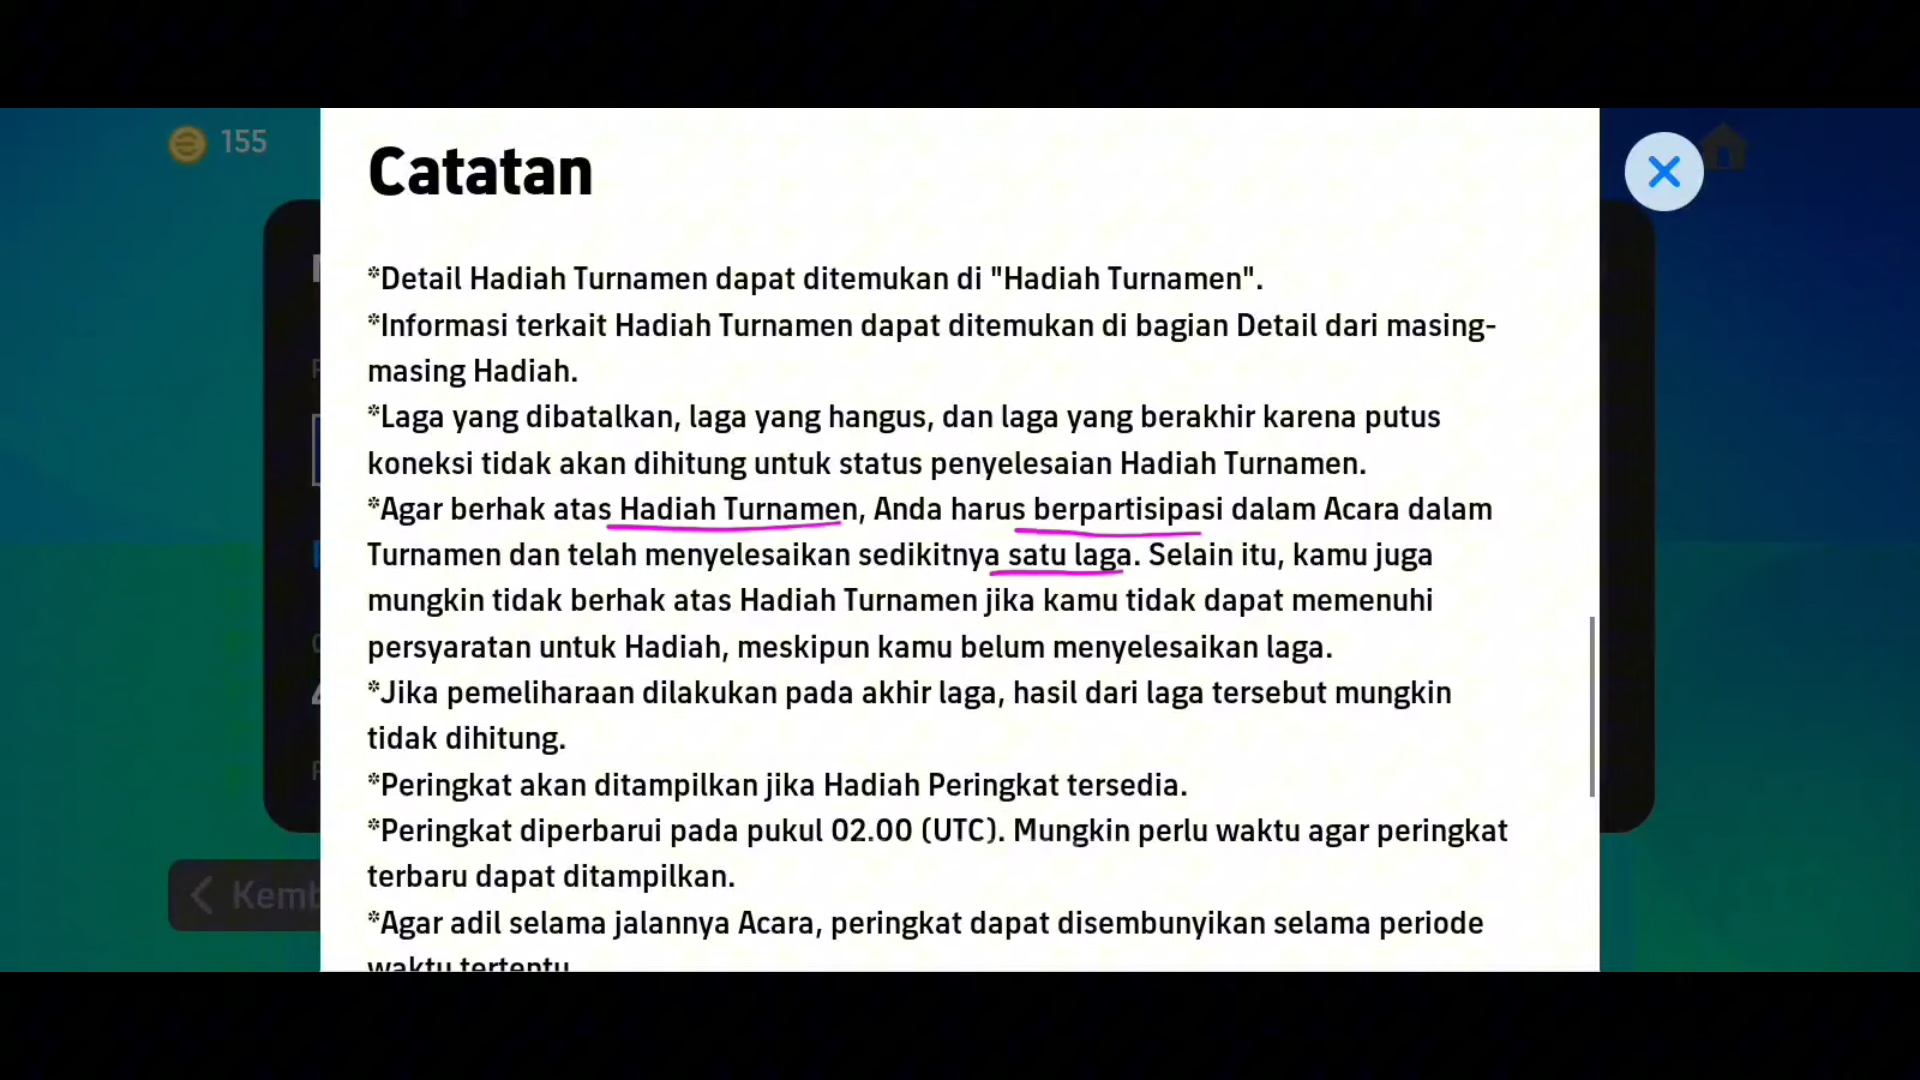 155
Catatan
*Detail Hadiah Turnamen dapat ditemukan di "Hadiah Turnamen".
*Informasi terkait Hadiah Turnamen dapat ditemukan di bagian Detail dari masing-
masing Hadiah.
*Laga yang dibatalkan, laga yang hangus, dan laga yang berakhir karena putus
koneksi tidak akan dihitung untuk status penyelesaian Hadiah Turnamen.
*Agar berhak atas Hadiah Turnamen, Anda harus berpartisipasi dalam Acara dalam
Turnamen dan telah menyelesaikan sedikitnya satu laga. Selain itu, kamu juga
mungkin tidak berhak atas Hadiah Turnamen jika kamu tidak dapat memenuhi
persyaratan untuk Hadiah, meskipun kamu belum menyelesaikan laga.
*Jika pemeliharaan dilakukan pada akhir laga, hasil dari laga tersebut mungkin
tidak dihitung.
*Peringkat akan ditampilkan jika Hadiah Peringkat tersedia.
*Peringkat diperbarui pada pukul 02.00 (UTC). Mungkin perlu waktu agar peringkat
terbaru dapat ditampilkan.
*Agar adil selama jalannya Acara, peringkat dapat disembunyikan selama periode
waktu tertentu
Kemb